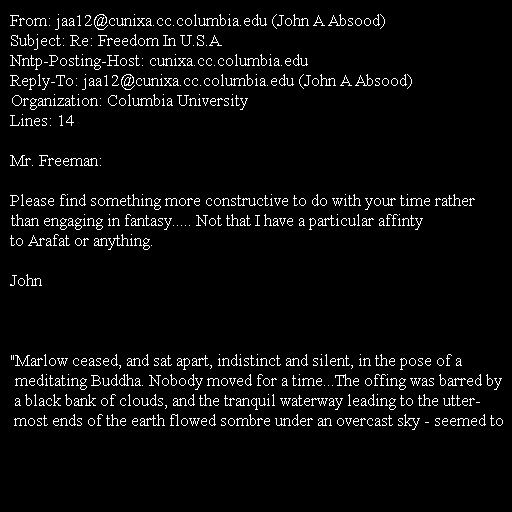 From: jaa12@cunixa.cc.columbia.edu (John A Absood)
Subject: Re: Freedom In U.S.A.
Nntp-Posting-Host: cunixa.cc.columbia.edu
Reply-To: jaa12@cunixa.cc.columbia.edu (John A Absood)
Organization: Columbia University
Lines: 14

Mr. Freeman:

Please find something more constructive to do with your time rather
than engaging in fantasy..... Not that I have a particular affinty
to Arafat or anything.

John

"Marlow ceased, and sat apart, indistinct and silent, in the pose of a
meditating Buddha. Nobody moved for a time...The offing was barred by
a black bank of clouds, and the tranquil waterway leading to the utter-
most ends of the earth flowed sombre under an overcast sky - seemed to